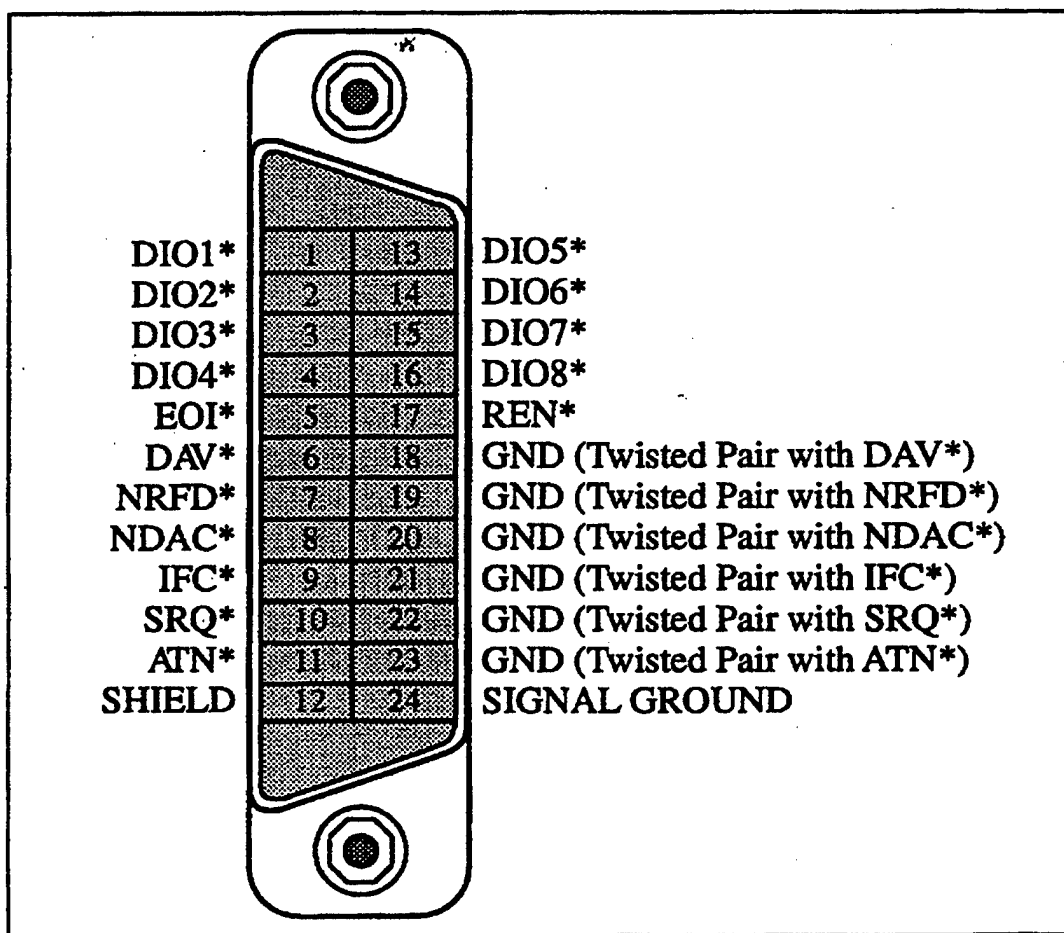 DIO1* 1 13 DIO5*
DIO2* 2 14 DIO6*
DIO3* 3 15 DIO7*
DIO4* 4 16 DIO8*
EOI* 5 17 REN*
DAV* 6 18 GND (Twisted Pair with DAV*)
NRFD* 7 19 GND (Twisted Pair with NRFD*)
NDAC* 8 20 GND (Twisted Pair with NDAC*)
IFC* 9 21 GND (Twisted Pair with IFC*)
SRQ* 10 22 GND (Twisted Pair with SRQ*)
ATN* 11 23 GND (Twisted Pair with ATN*)
SHIELD 12 24 SIGNAL GROUND